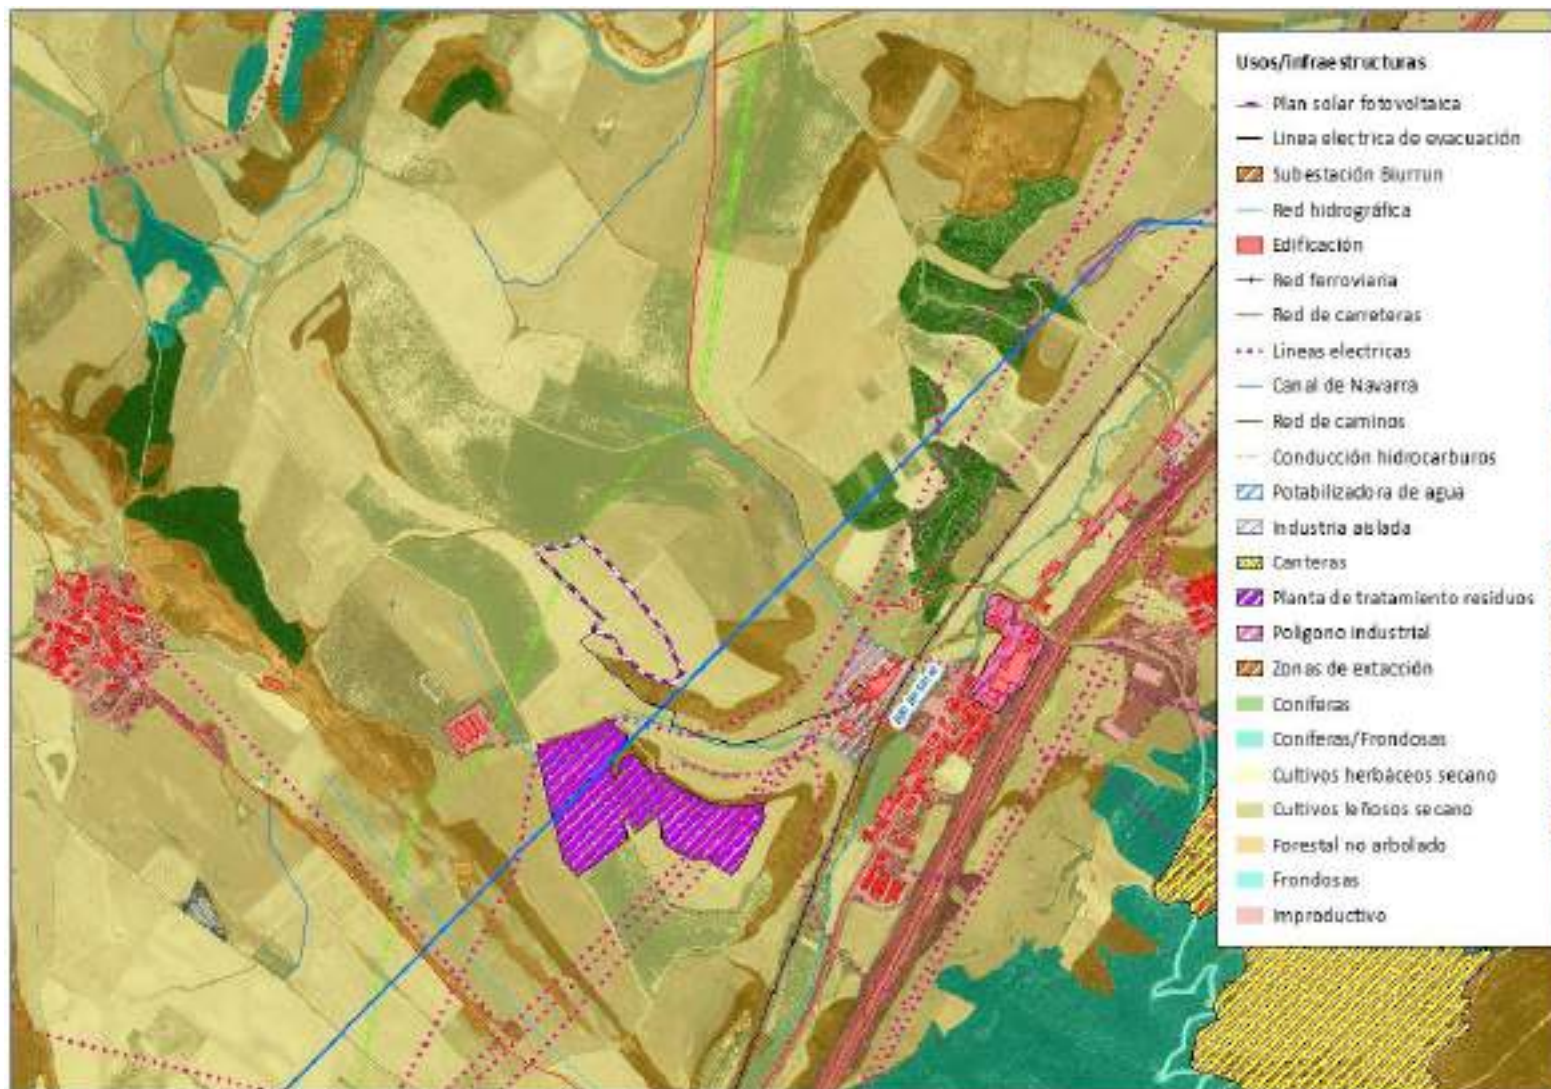 Usos/infraestructuras
Plan solar fotovoltaica
Linea electrica de evacuación
Subestación Biurrun
Red hidrográfica
Edificación
Red ferroviaria
Red de carreteras
Lineas electricas
Canal de Navarra
Red de caminos
Conducción hidrocarburos
Potabilizadora de agua
Industria aislada
Canteras
Planta de tratamiento residuos
Poligono industrial
Zonas de extacción
Coníferas
Coníferas/Frondosas
Cultivos herbáceos secano
Cultivos leñosos secano
Forestal no arbolado
Frondosas
Improductivo